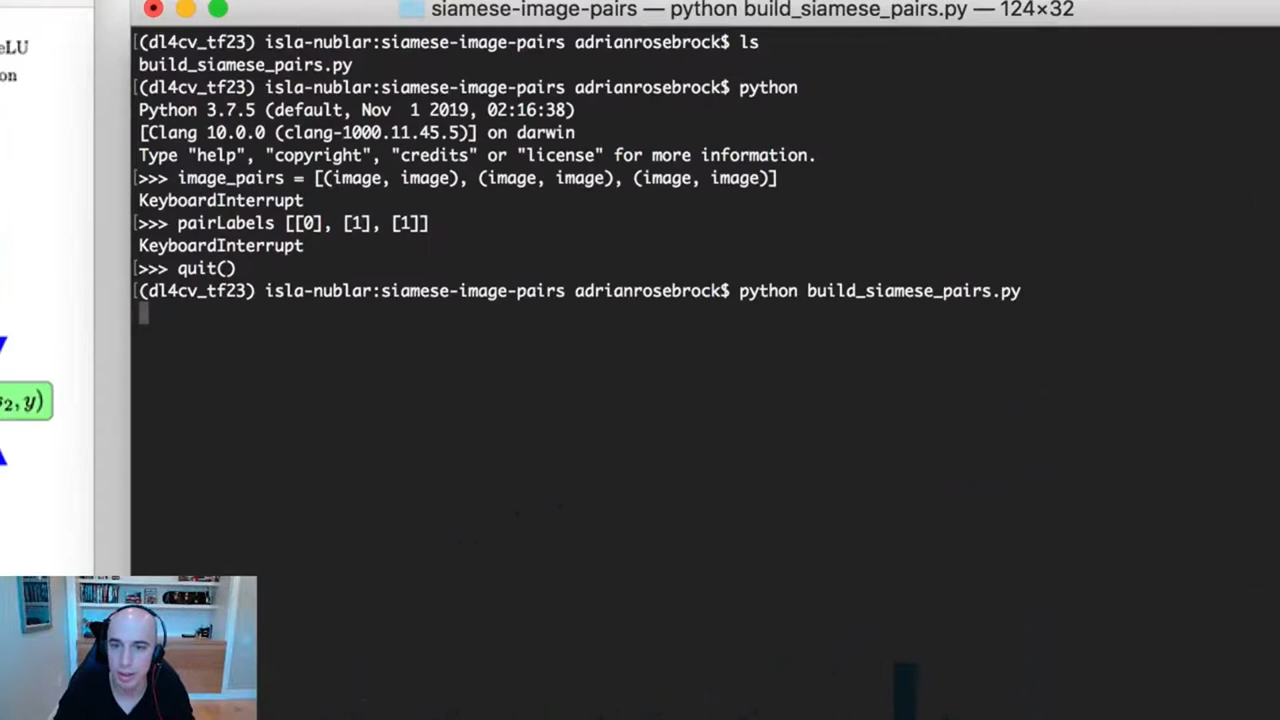 siamese-image-pairs — python build_siamese_pairs.py — 124×32
eLU
on
[(dl4cv_tf23) isla-nublar:siamese-image-pairs adrianrosebrock$ ls
build_siamese_pairs.py
[(dl4cv_tf23) isla-nublar:siamese-image-pairs adrianrosebrock$ python
Python 3.7.5 (default, Nov  1 2019, 02:16:38)
[Clang 10.0.0 (clang-1000.11.45.5)] on darwin
Type "help", "copyright", "credits" or "license" for more information.
[>>> image_pairs = [(image, image), (image, image), (image, image)]
KeyboardInterrupt
[>>> pairLabels [[0], [1], [1]]
KeyboardInterrupt
[>>> quit()
[(dl4cv_tf23) isla-nublar:siamese-image-pairs adrianrosebrock$ python build_siamese_pairs.py
₂, y)